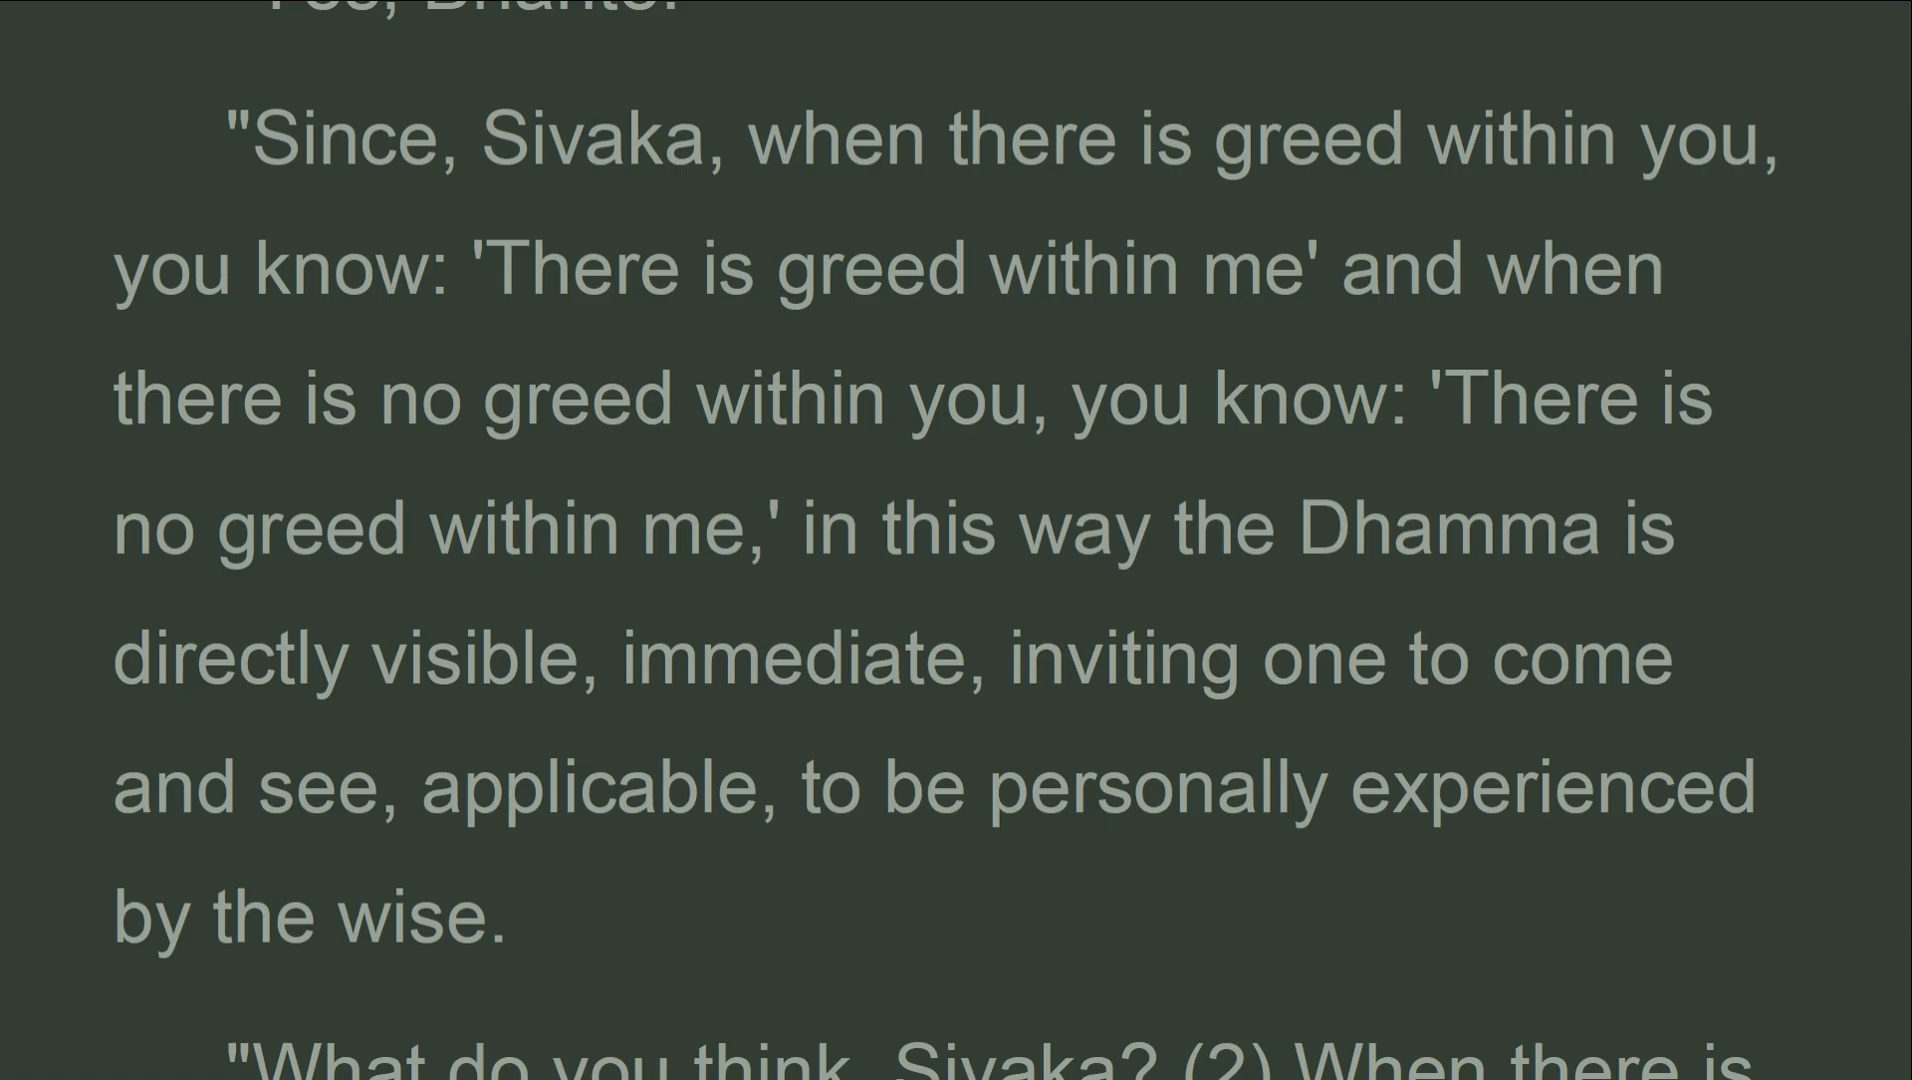 "Yes, Bhante."
"Since, Sivaka, when there is greed within you,
you know: 'There is greed within me' and when
there is no greed within you, you know: 'There is
no greed within me,' in this way the Dhamma is
directly visible, immediate, inviting one to come
and see, applicable, to be personally experienced
by the wise.
"What do you think, Sivaka? (2) When there is